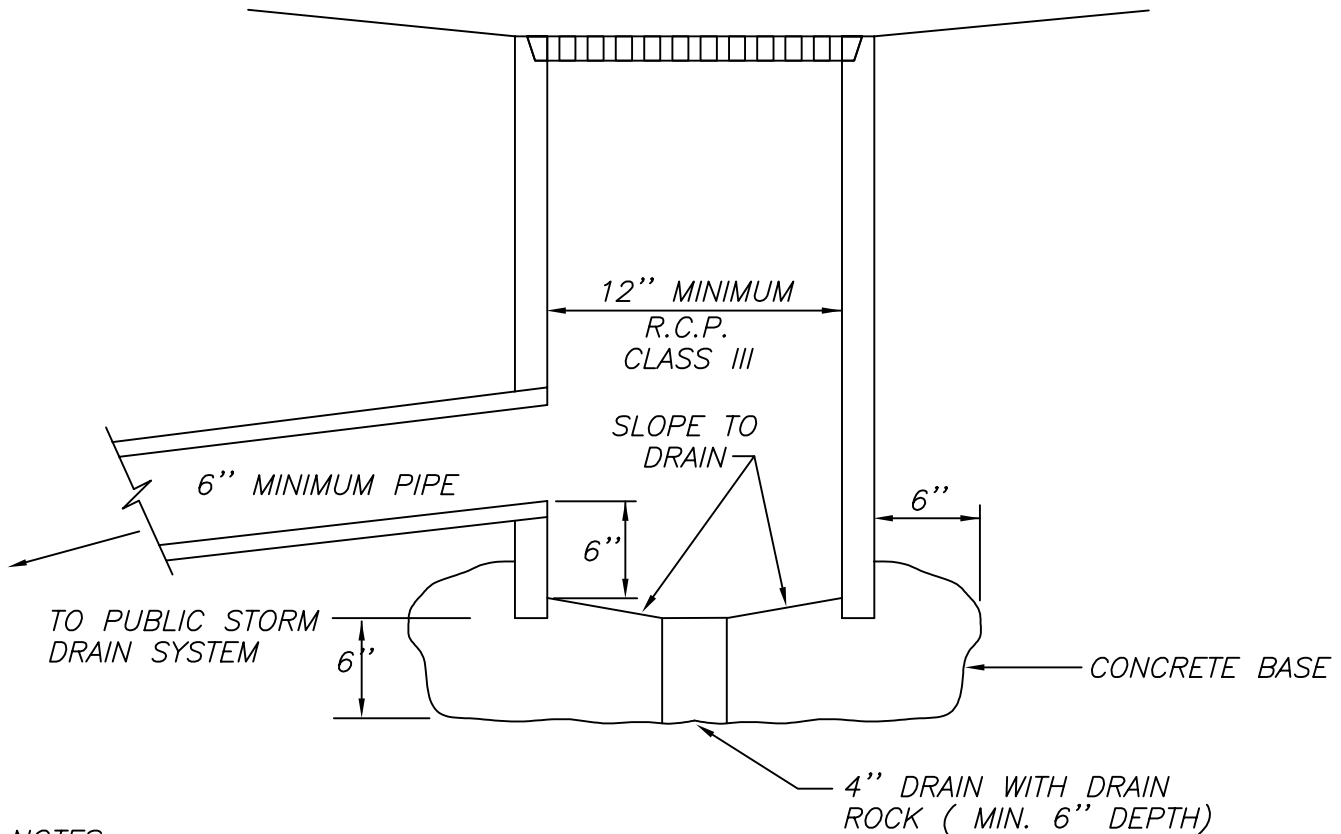 12'' MINIMUM
R.C.P.
CLASS III
SLOPE TO
DRAIN
6'' MINIMUM PIPE
6''
6''
TO PUBLIC STORM
DRAIN SYSTEM
6''
CONCRETE BASE
4'' DRAIN WITH DRAIN
ROCK ( MIN. 6'' DEPTH)
NOTES